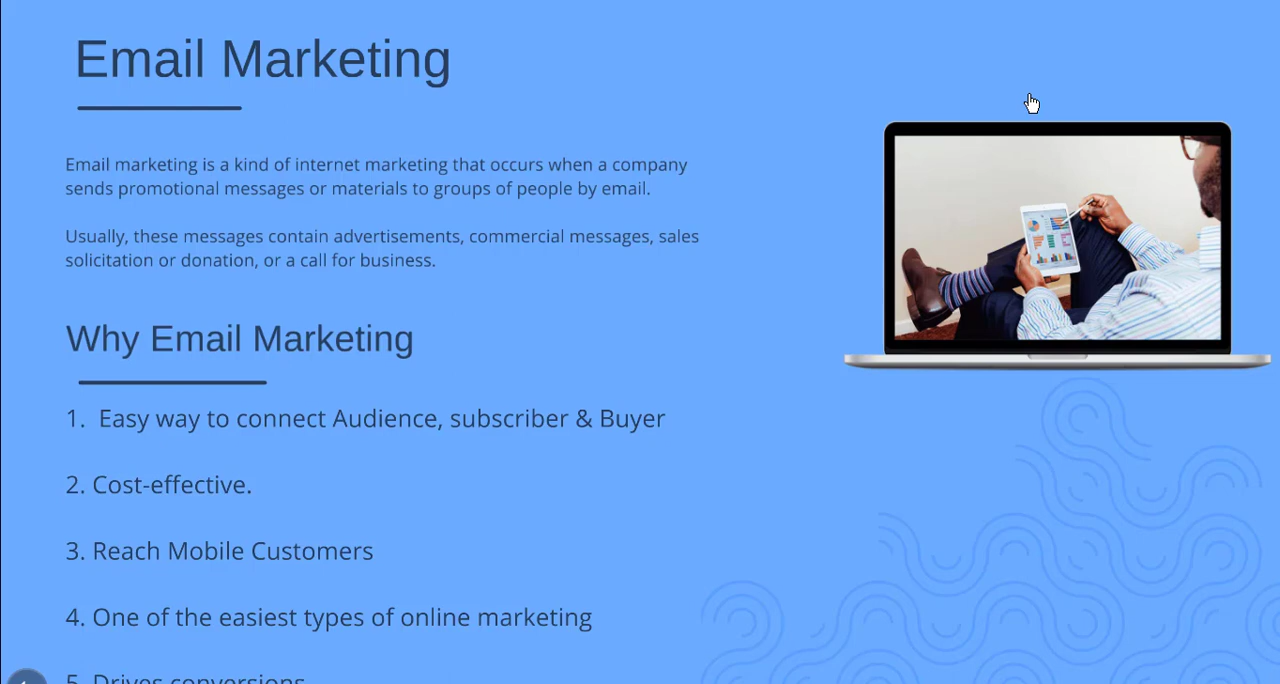 Email Marketing
Email marketing is a kind of internet marketing that occurs when a company
sends promotional messages or materials to groups of people by email.
Usually, these messages contain advertisements, commercial messages, sales
solicitation or donation, or a call for business.
Why Email Marketing
1. Easy way to connect Audience, subscriber & Buyer
2. Cost-effective.
3. Reach Mobile Customers
4. One of the easiest types of online marketing
5. Drives conversions